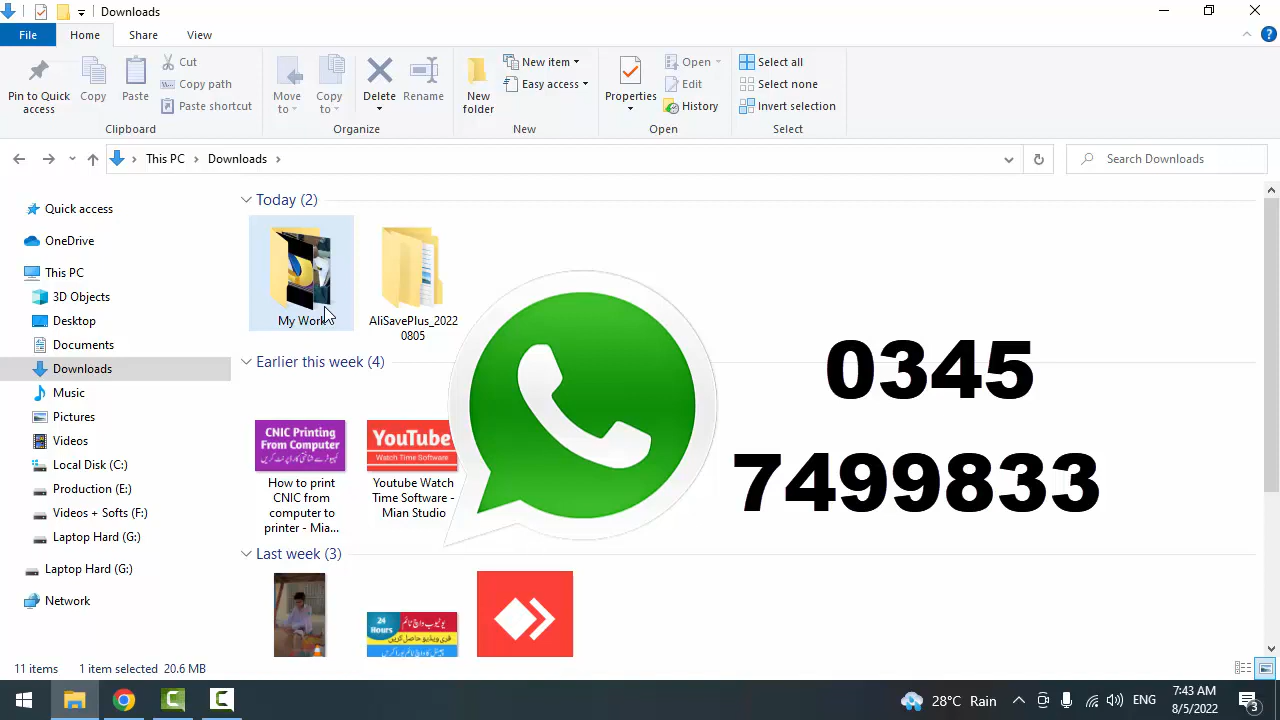 Downloads
File
Home
Share
View
Pin to Quick access
Copy
Paste
Cut
Copy path
Paste shortcut
Clipboard
Move to
Copy to
Delete
Rename
Organize
New folder
New item
Easy access
New
Properties
Open
Edit
History
Open
Select all
Select none
Invert selection
Select
This PC
Downloads
Search Downloads
Quick access
OneDrive
This PC
3D Objects
Desktop
Documents
Downloads
Music
Pictures
Videos
Local Disk (C:)
Production (E:)
Videos + Softs (F:)
Laptop Hard (G:)
Laptop Hard (G:)
Network
Today (2)
My Work
AliSavePlus_2022
0805
Earlier this week (4)
CNIC Printing
From Computer
YouTube
Watch Time Software
How to print
CNIC from
computer to
printer - Mia...
Youtube Watch
Time Software -
Mian Studio
Last week (3)
24
Hours
یوٹیوب واچ ٹائم
0345
7499833
11 items
1 item selected 20.6 MB
28°C Rain
ENG
7:43 AM
8/5/2022
3